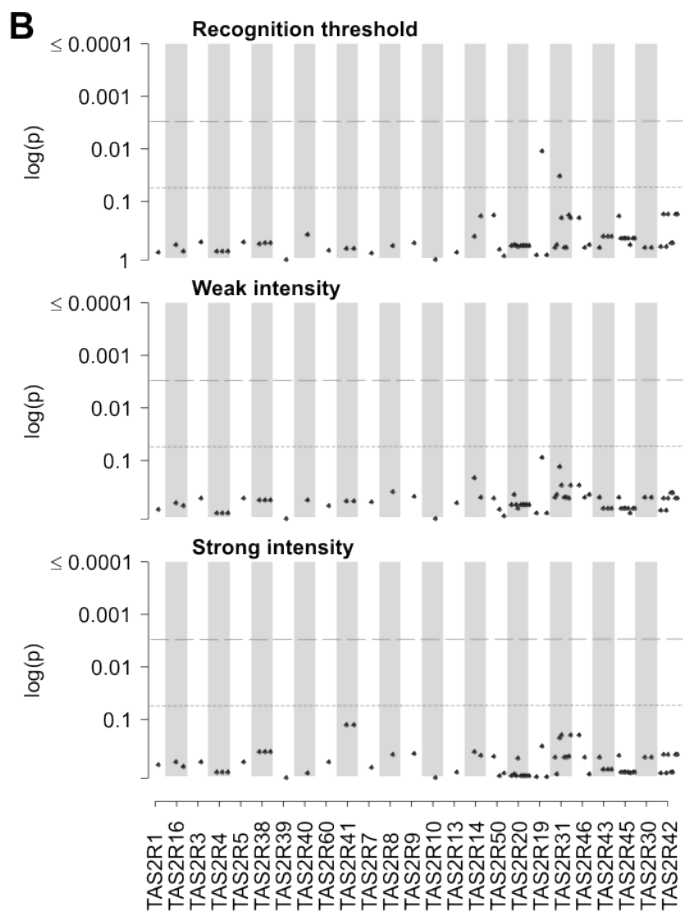 B
Recognition threshold
≤ 0.0001
0.001
0.01
0.1
1
log(p)
Weak intensity
≤ 0.0001
0.001
0.01
0.1
log(p)
Strong intensity
≤ 0.0001
0.001
0.01
0.1
log(p)
TAS2R1
TAS2R16
TAS2R3
TAS2R4
TAS2R5
TAS2R38
TAS2R39
TAS2R40
TAS2R60
TAS2R41
TAS2R7
TAS2R8
TAS2R9
TAS2R10
TAS2R13
TAS2R14
TAS2R50
TAS2R20
TAS2R19
TAS2R31
TAS2R46
TAS2R43
TAS2R45
TAS2R30
TAS2R42